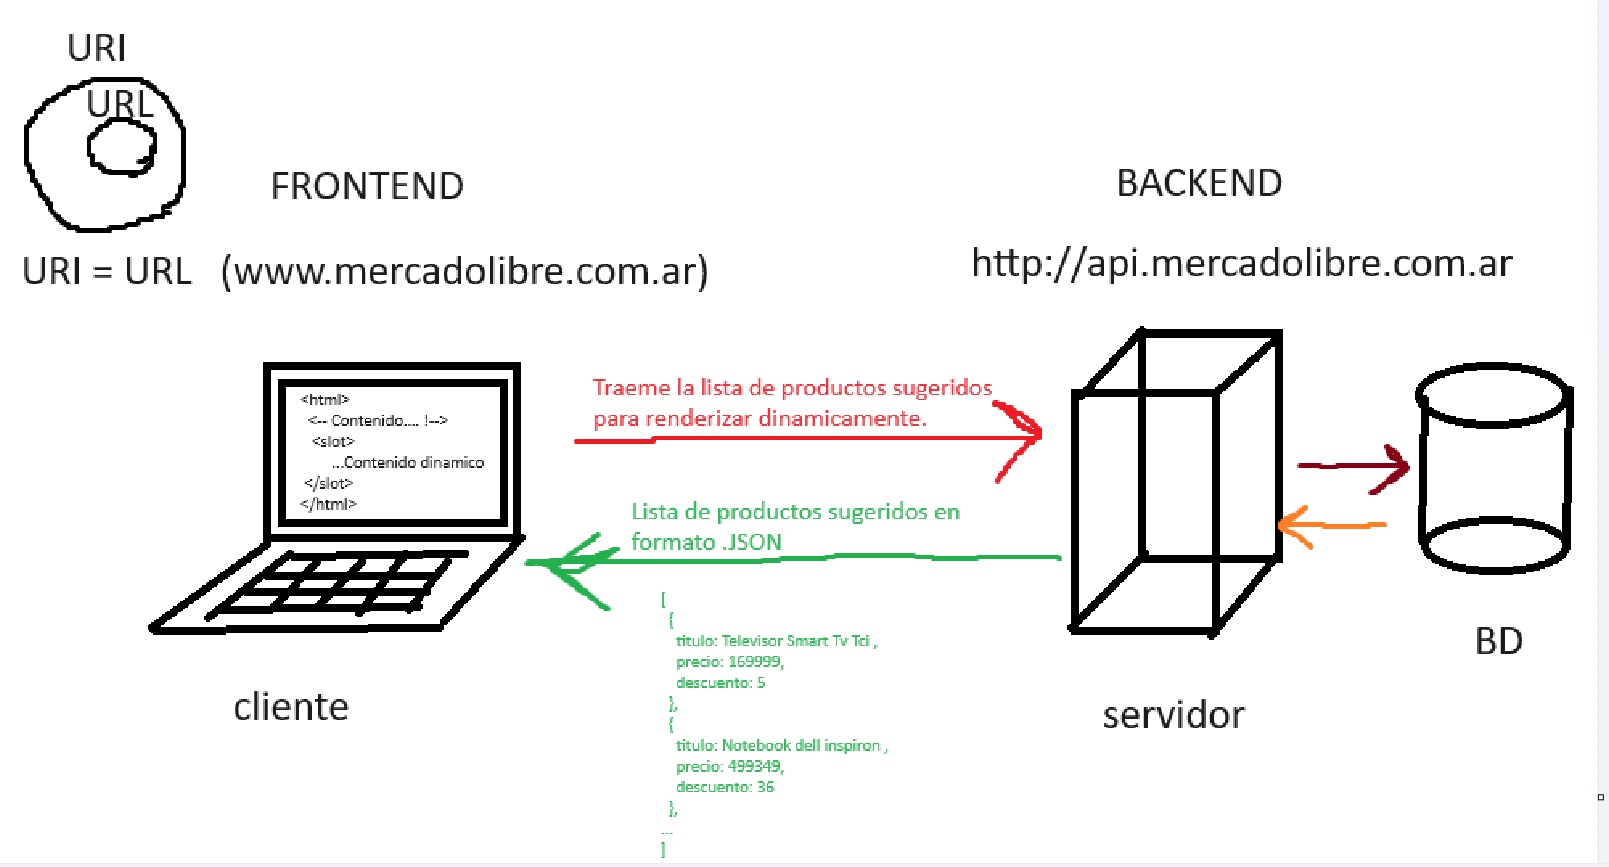 URI
URL
FRONTEND
BACKEND
URI = URL (www.mercadolibre.com.ar)
http://api.mercadolibre.com.ar
<html>
<-- Contenido.... !-->
<slot>
...Contenido dinamico
</slot>
</html>
Traeme la lista de productos sugeridos
para renderizar dinamicamente.
Lista de productos sugeridos en
formato .JSON
[
{
titulo: Televisor Smart Tv Tcl ,
precio: 169999,
descuento: 5
},
{
titulo: Notebook dell inspiron ,
precio: 499349,
descuento: 36
},
...
]
cliente
servidor
BD